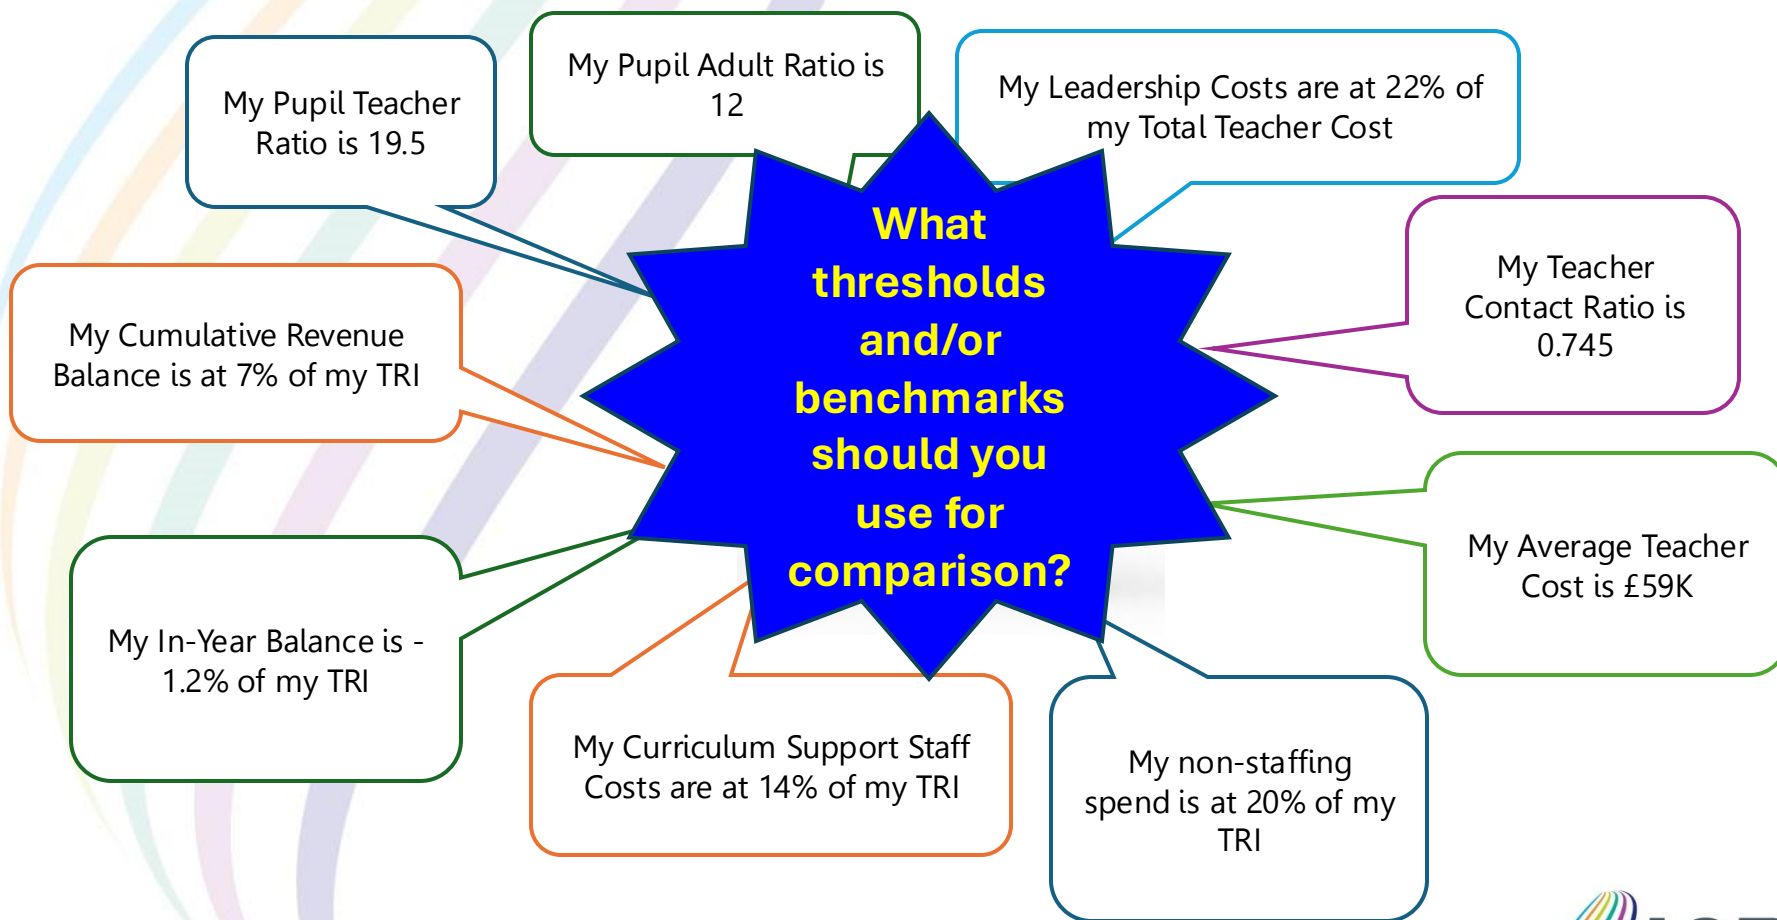 My Pupil Teacher
Ratio is 19.5
My Pupil Adult Ratio is
12
My Leadership Costs are at 22% of
my Total Teacher Cost
My Teacher
Contact Ratio is
0.745
My Cumulative Revenue
Balance is at 7% of my TRI
What
thresholds
and/or
benchmarks
should you
use for
comparison?
My Average Teacher
Cost is £59K
My In-Year Balance is -
1.2% of my TRI
My Curriculum Support Staff
Costs are at 14% of my TRI
My non-staffing
spend is at 20% of my
TRI